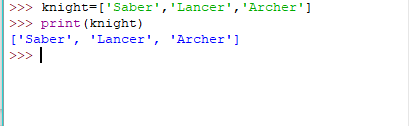 >>> knight=['Saber','Lancer','Archer']
>>> print(knight)
['Saber', 'Lancer', 'Archer']
>>>